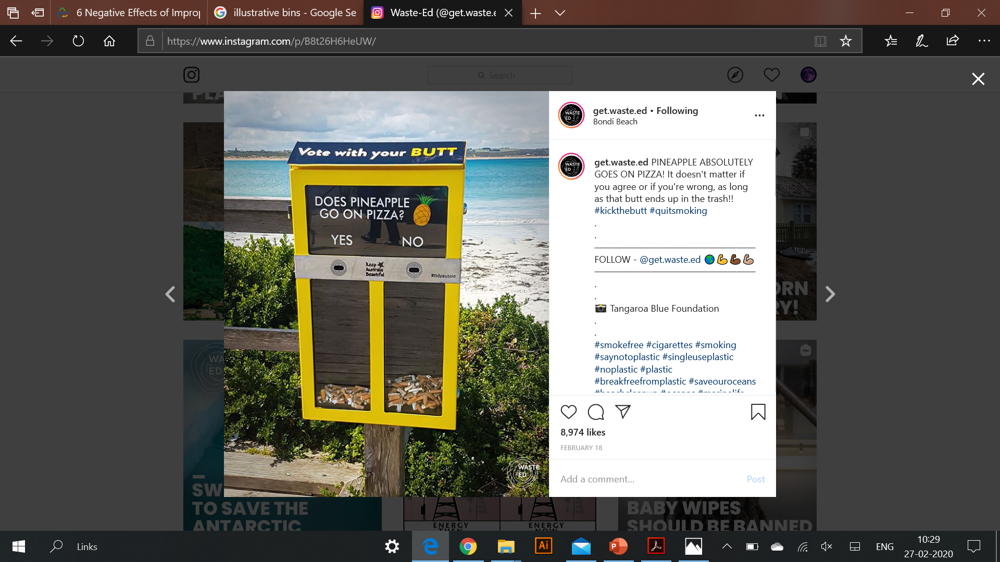 6 Negative Effects of Improp
illustrative bins - Google Se
Waste-Ed (@get.waste.e
https://www.instagram.com/p/B8t26H6HeUW/
Search
get.waste.ed • Following
Bondi Beach
Vote with your BUTT
DOES PINEAPPLE
GO ON PIZZA?
YES NO
Keep
Australia
Beautiful
#tidyaussie
WASTE
ED
get.waste.ed PINEAPPLE ABSOLUTELY
GOES ON PIZZA! It doesn't matter if
you agree or if you're wrong, as long
as that butt ends up in the trash!!
#kickthebutt #quitsmoking
.
.
FOLLOW - @get.waste.ed 🌎💪💪🏿💪🏽
.
.
📷 Tangaroa Blue Foundation
.
.
#smokefree #cigarettes #smoking
#saynotoplastic #singleuseplastic
#noplastic #plastic
#breakfreefromplastic #saveouroceans
8,974 likes
FEBRUARY 18
Add a comment...
Post
ORN
RY!
SW
TO SAVE THE
ANTARCTIC
ENERGY
THEN
ENERGY
NOW
BABY WIPES
SHOULD BE BANNED
Links
ENG
10:29
27-02-2020